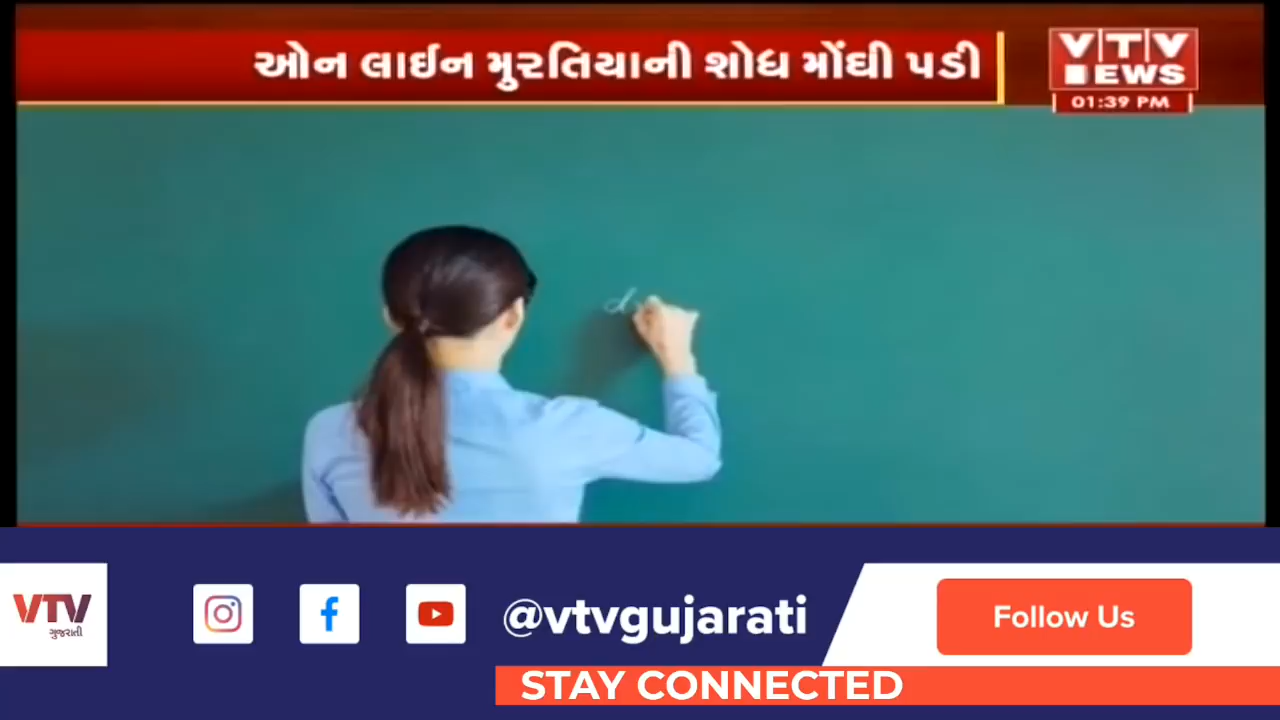 ઓન લાઈન મુરતિયાની શોધ મોંઘી પડી
VTV
NEWS
01:39 PM
d
VTV
ગુજરાતી
@vtvgujarati
Follow Us
STAY CONNECTED